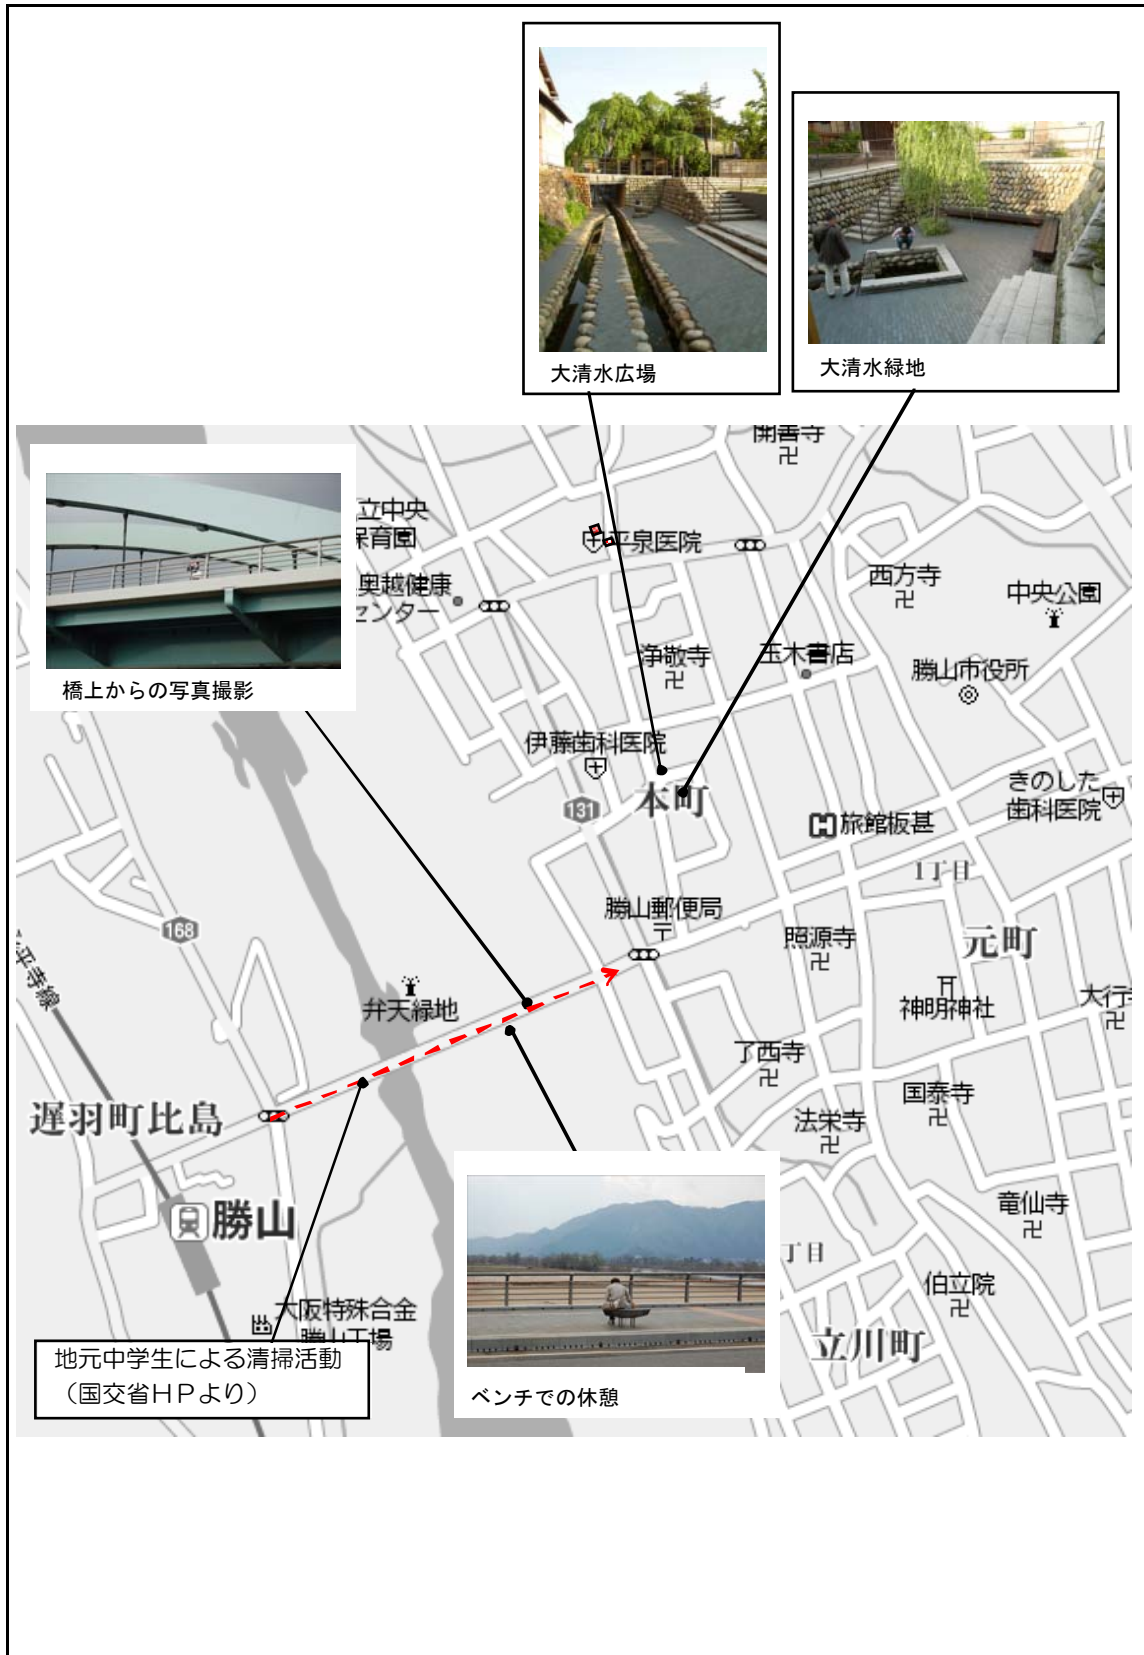 大清水広場
大清水緑地
橋上からの写真撮影
開善寺
立中央
保育園
平泉医院
奥越健康
センター
西方寺
中央公園
浄敬寺
玉木書店
勝山市役所
伊藤歯科医院
きのした
歯科医院
131
本町
旅館板甚
1丁目
168
勝山郵便局
〒
照源寺
元町
平寺線
弁天緑地
神明神社
大行寺
了西寺
国泰寺
遅羽町比島
法栄寺
勝山
竜仙寺
丁目
伯立院
大阪特殊合金
勝山工場
立川町
地元中学生による清掃活動
（国交省HPより）
ベンチでの休憩